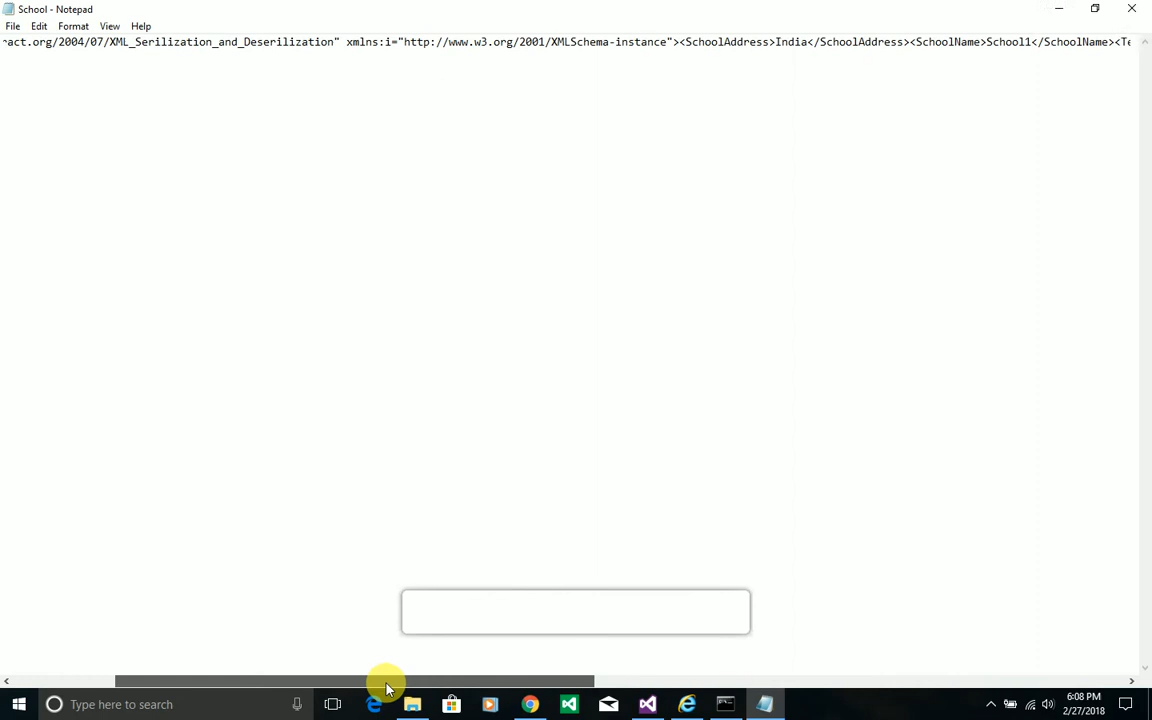 School - Notepad
File Edit Format View Help
act.org/2004/07/XML_Serilization_and_Deserilization" xmlns:i="http://www.w3.org/2001/XMLSchema-instance"><SchoolAddress>India</SchoolAddress><SchoolName>School1</SchoolName><Te
Type here to search
6:08 PM
2/27/2018